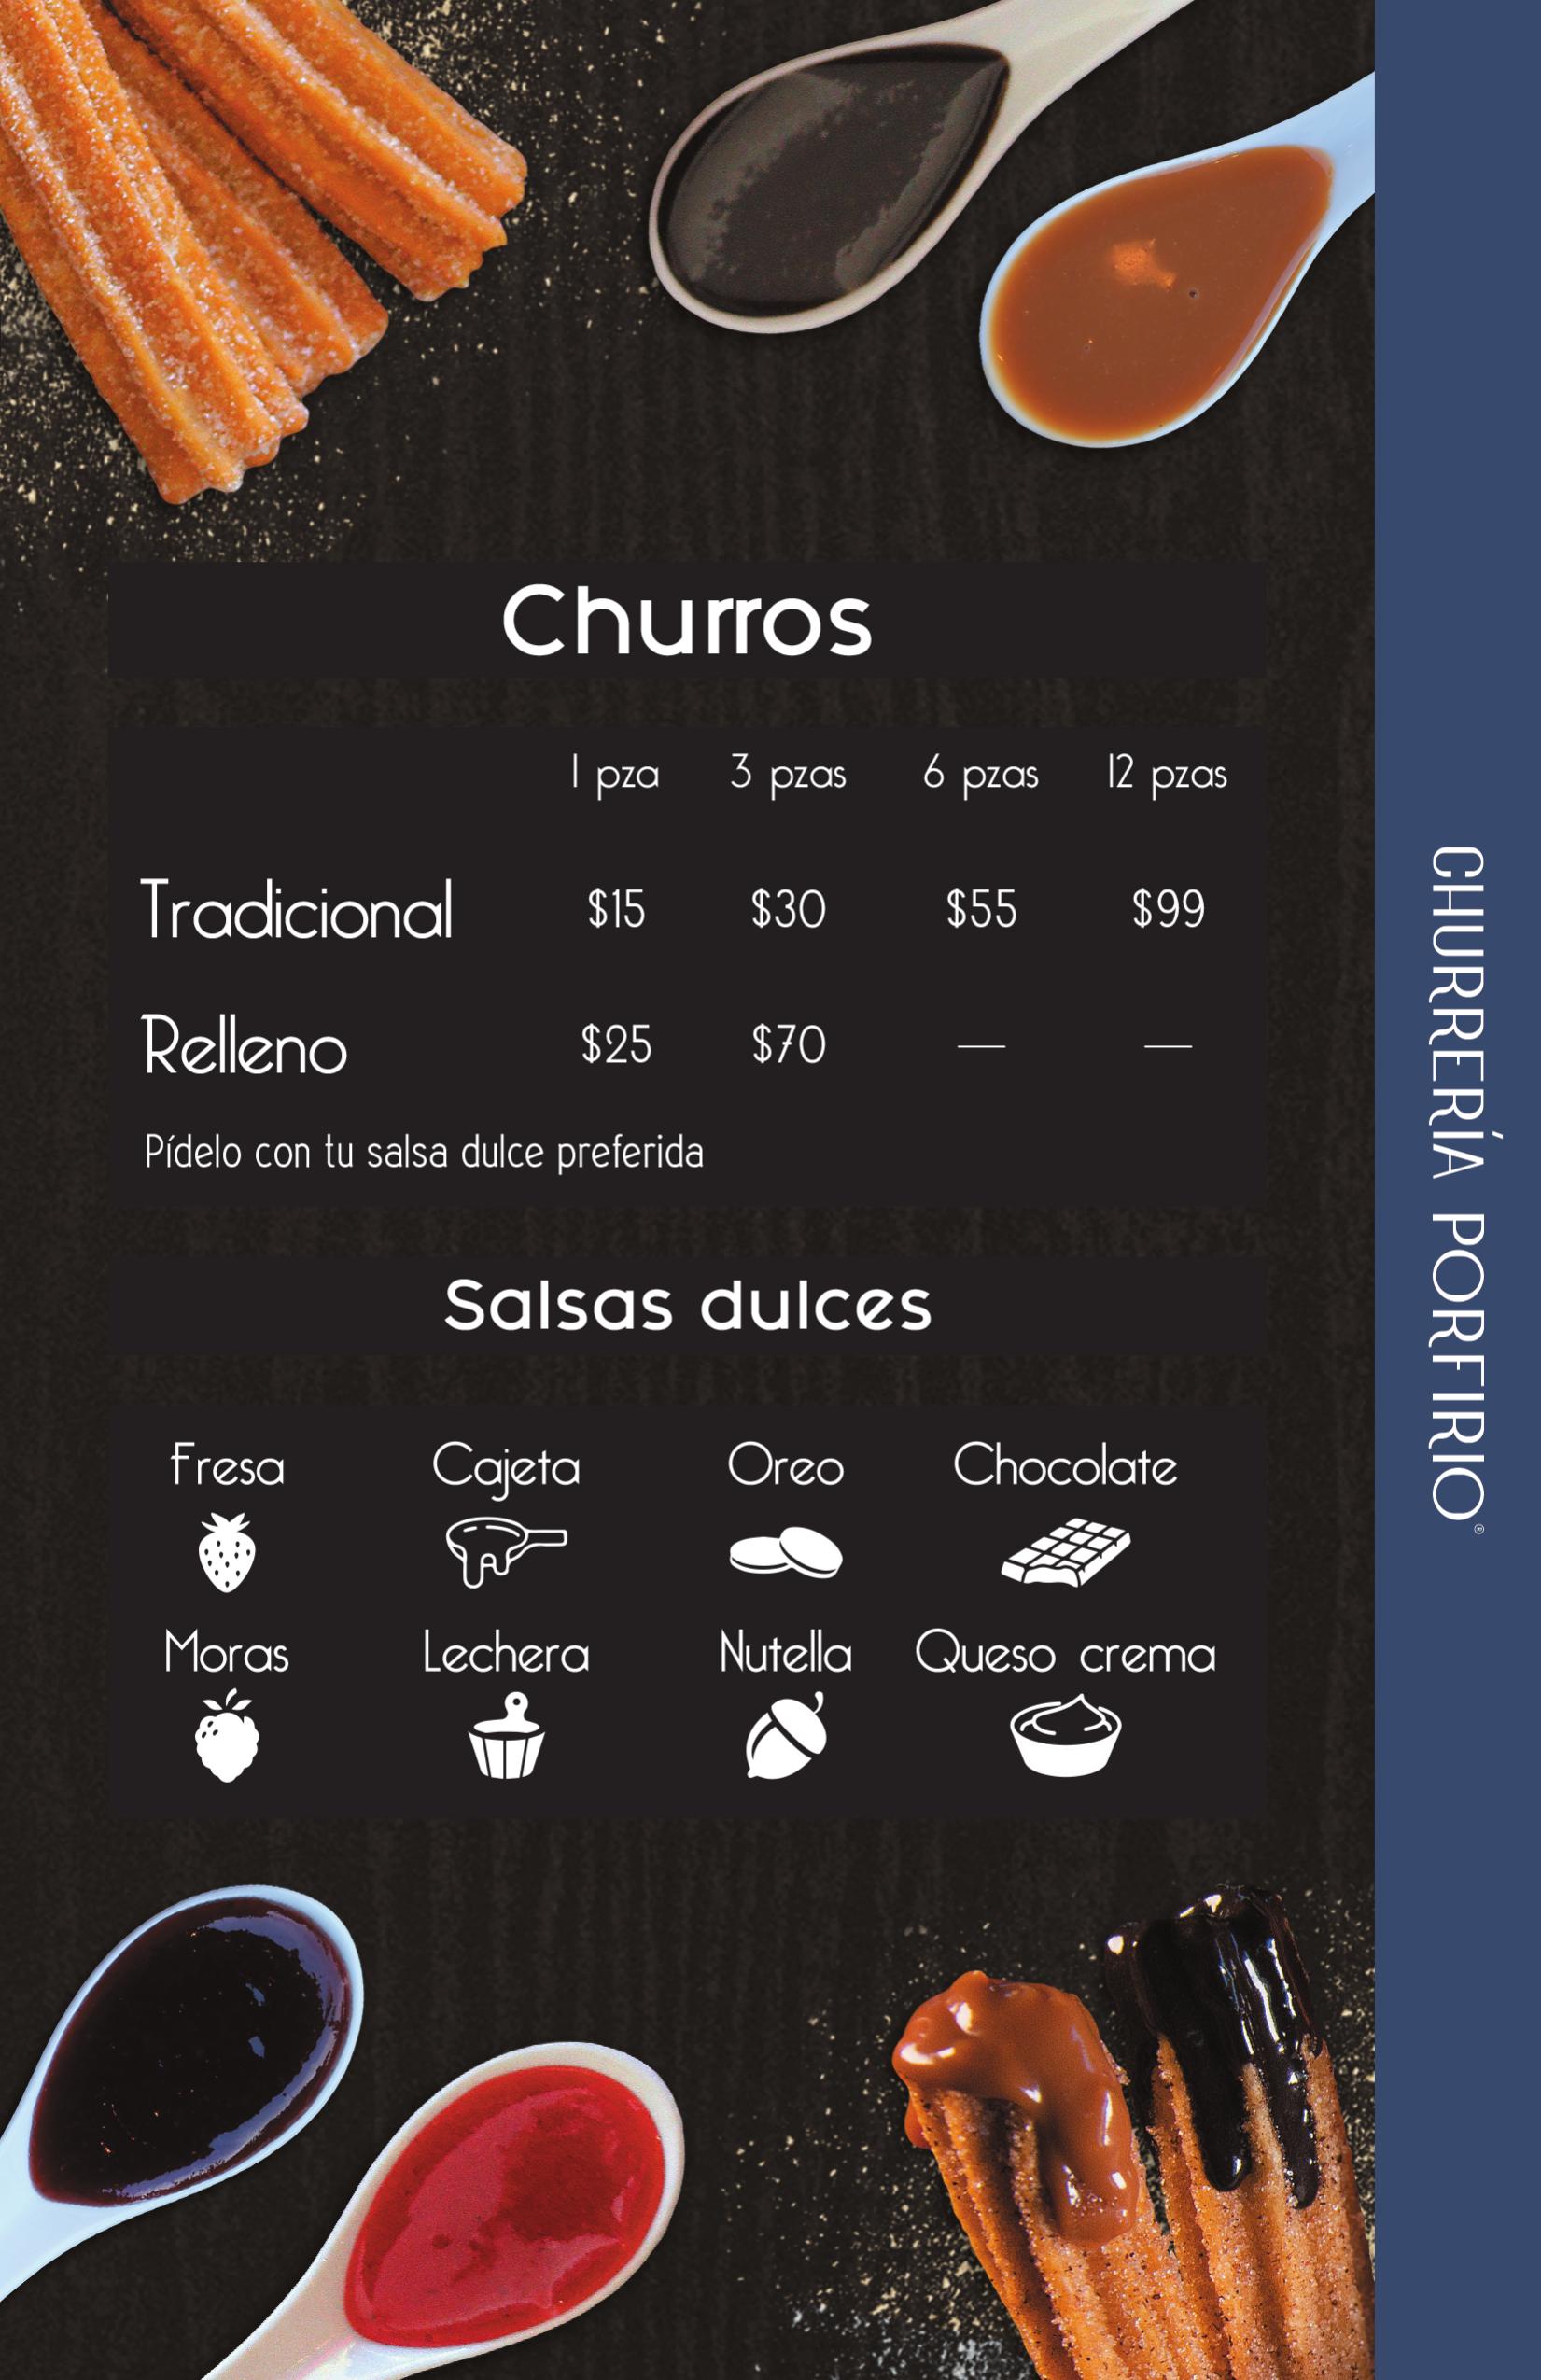 Churros
1 pza 3 pzas 6 pzas 12 pzas
Tradicional $15 $30 $55 $99
Relleno $25 $70 — —
Pídelo con tu salsa dulce preferida
Salsas dulces
Fresa Cajeta Oreo Chocolate
Moras Lechera Nutella Queso crema
CHURRERÍA PORFIRIO®